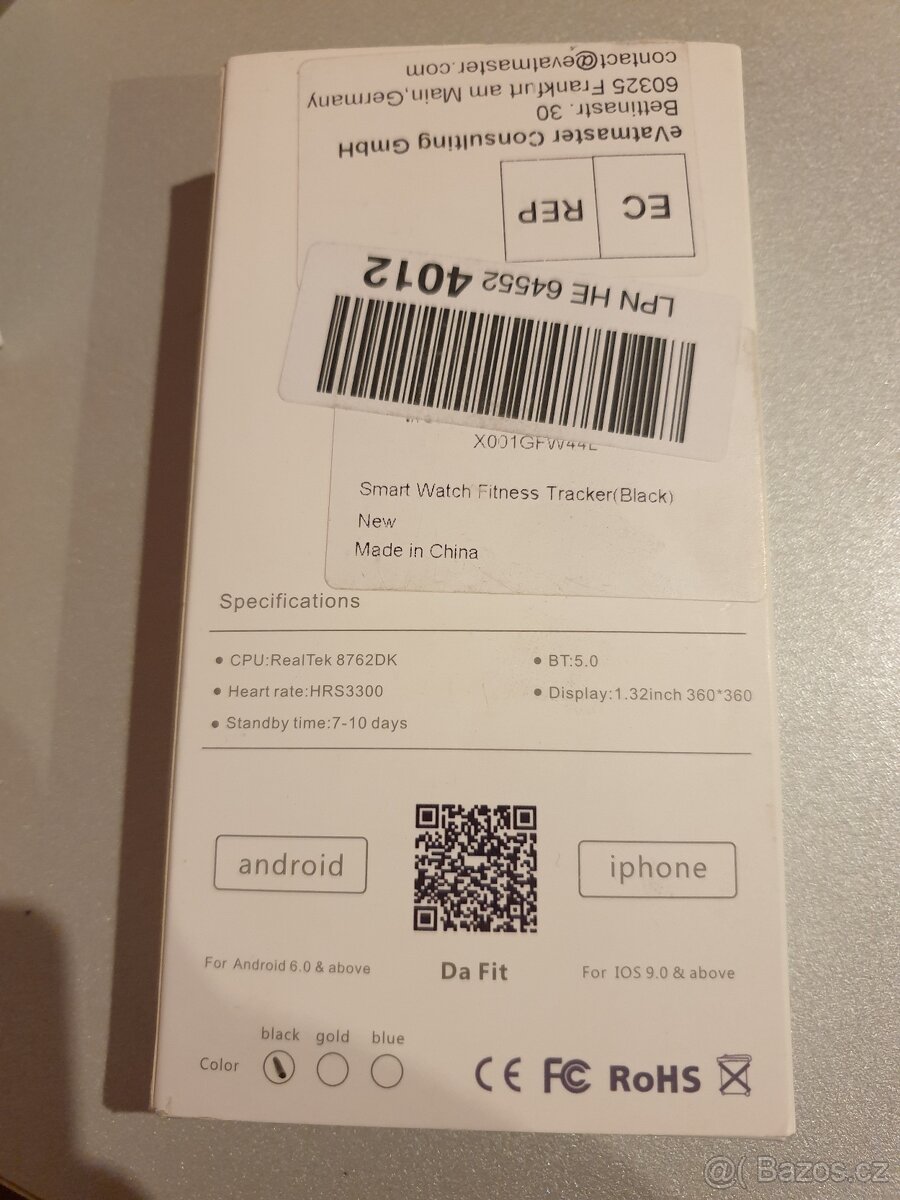 contact@evatmaster.com
60325 Frankfurt am Main,Germany
Bettinastr. 30
eVatmaster Consulting GmbH
EC REP
LPN HE 64552 4012
X001GFW44L
Smart Watch Fitness Tracker(Black)
New
Made in China
Specifications
• CPU:RealTek 8762DK
• BT:5.0
• Heart rate:HRS3300
• Display:1.32inch 360*360
• Standby time:7-10 days
android
iphone
For Android 6.0 & above
Da Fit
For IOS 9.0 & above
black gold blue
Color
CE FC RoHS
@( Bazos.cz